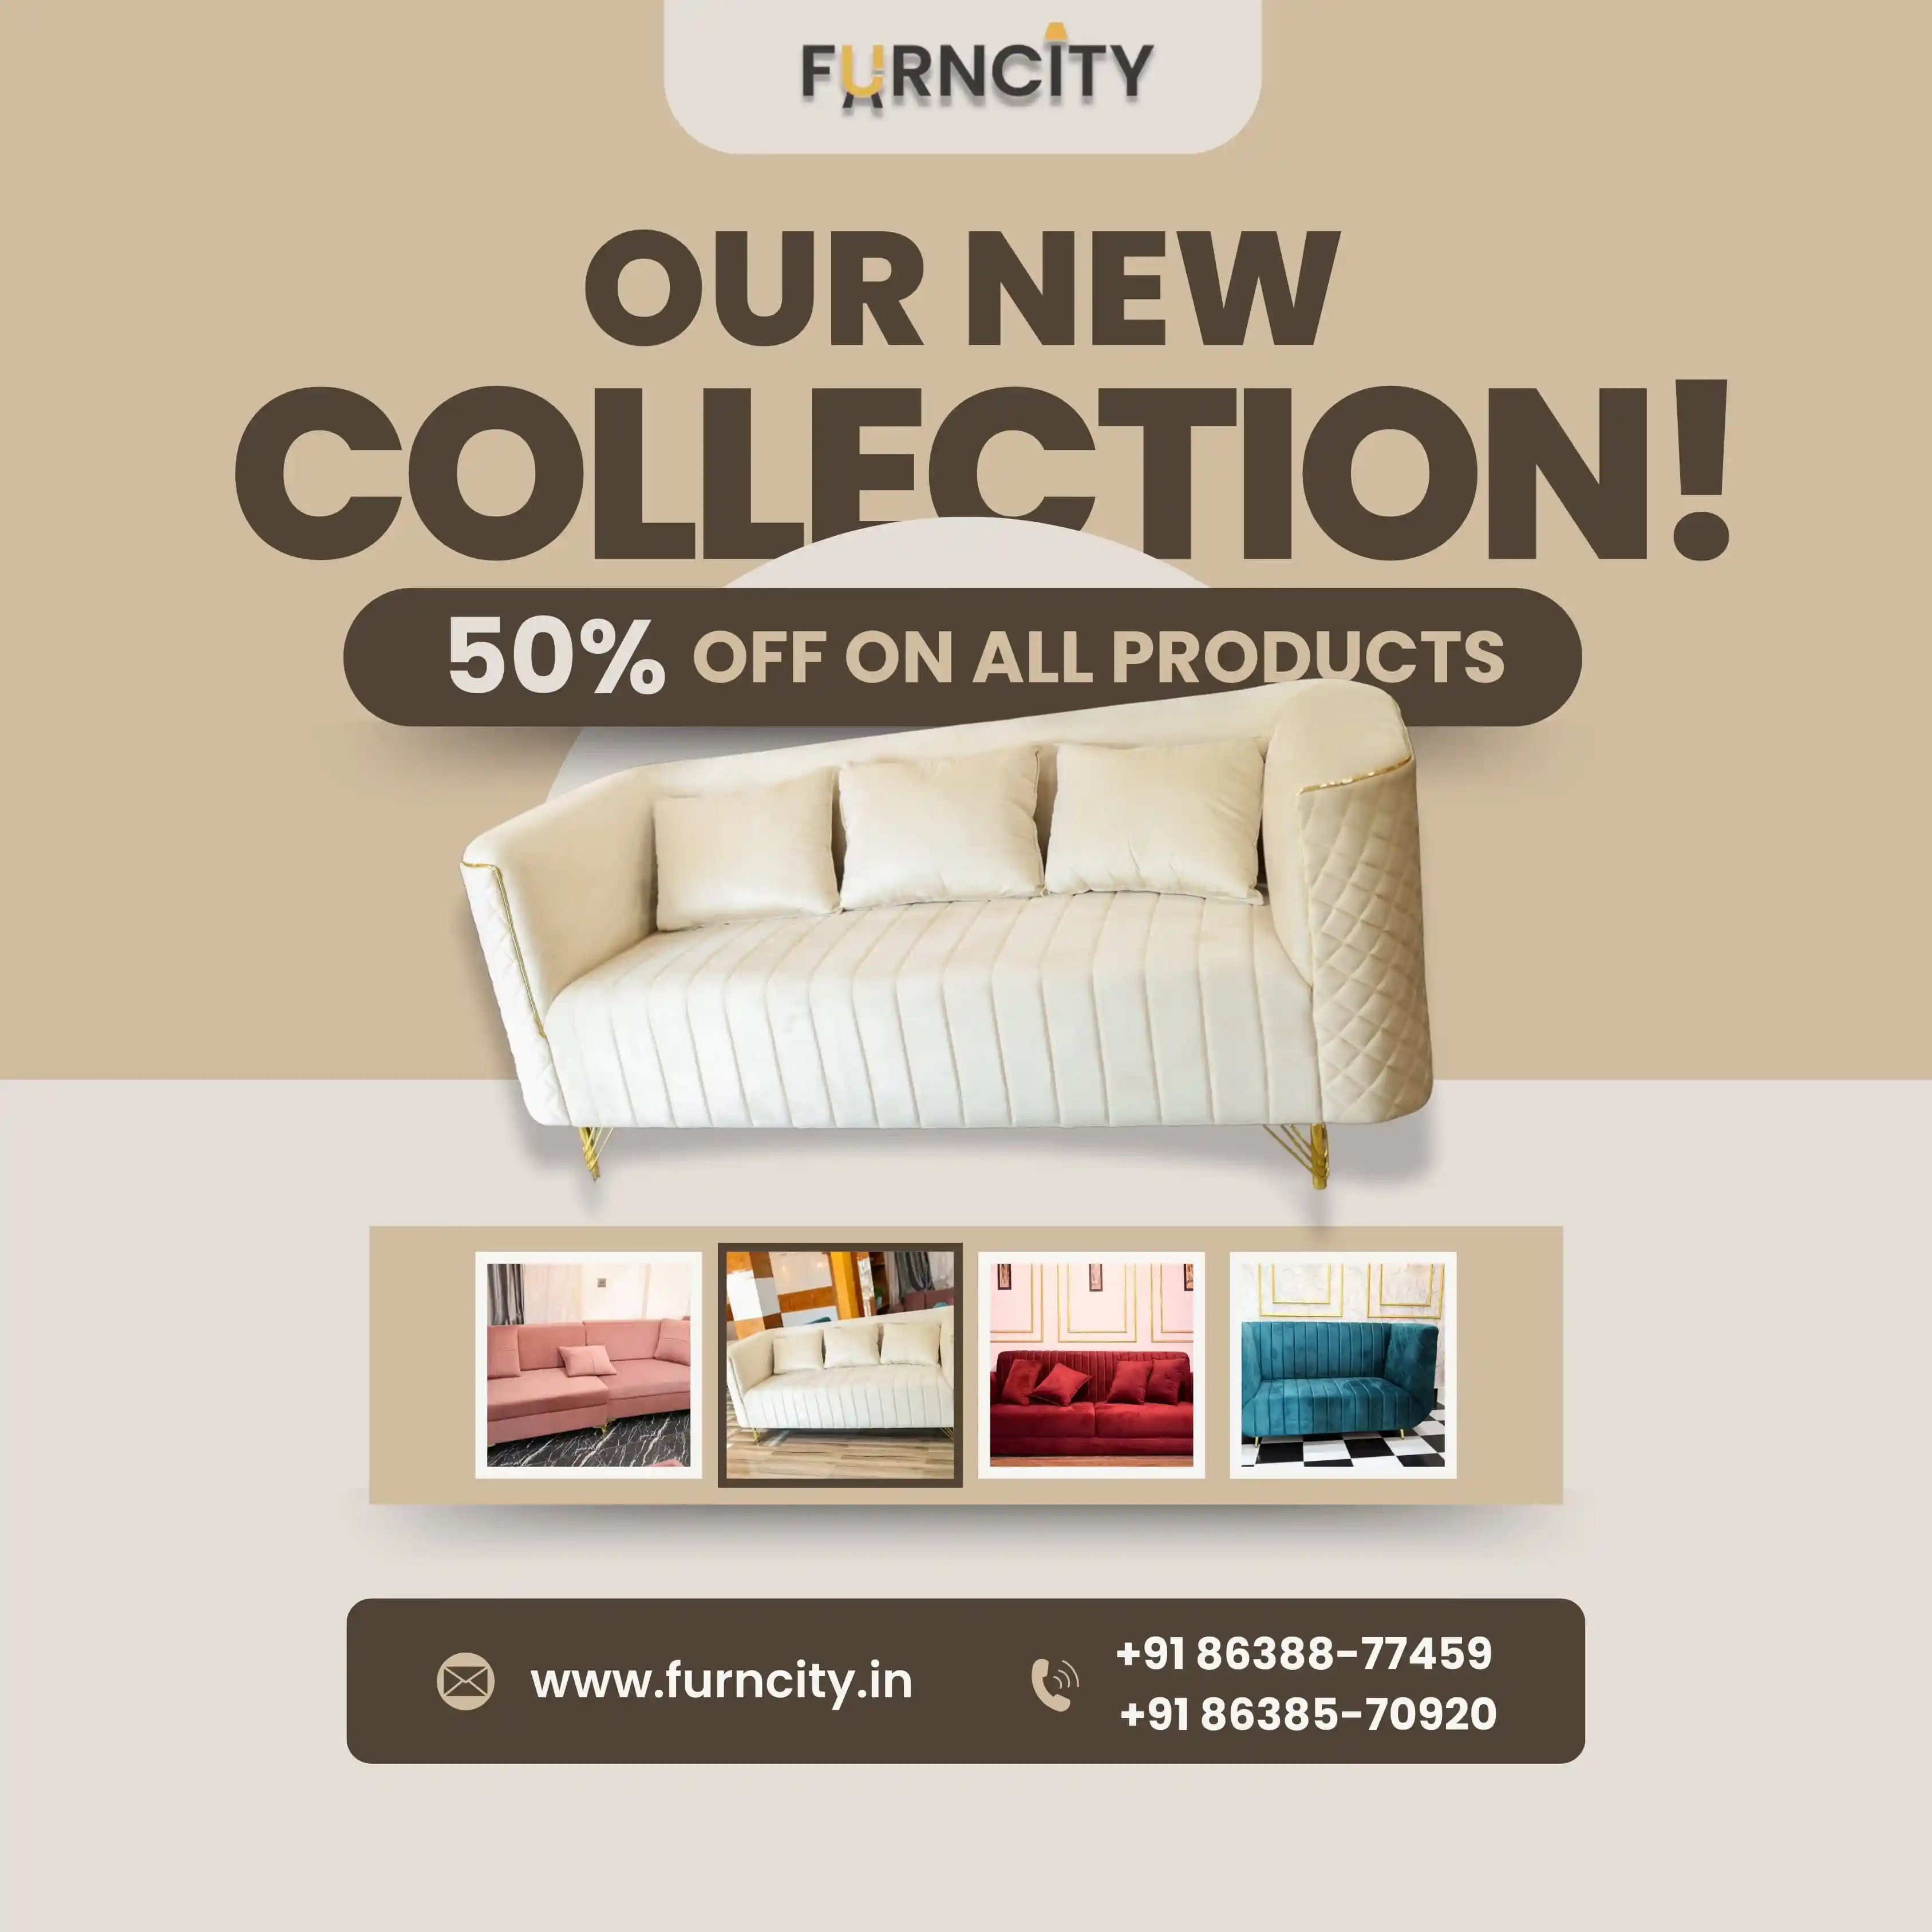 FURNCITY
OUR NEW
COLLECTION!
50% OFF ON ALL PRODUCTS
www.furncity.in
+91 86388-77459
+91 86385-70920